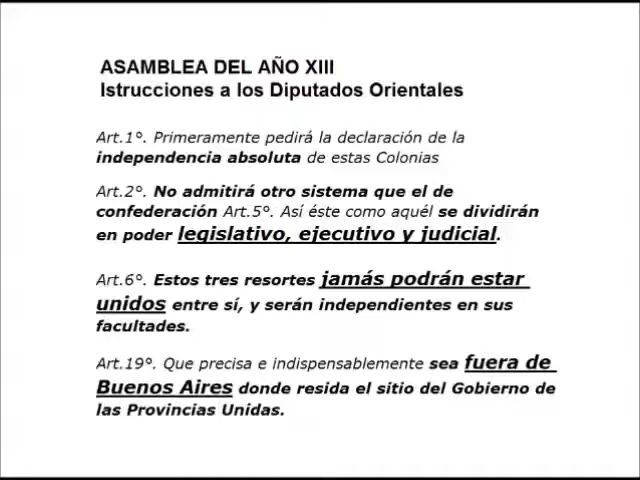 ASAMBLEA DEL AÑO XIII
Istrucciones a los Diputados Orientales
Art.1°. Primeramente pedirá la declaración de la
independencia absoluta de estas Colonias
Art.2°. No admitirá otro sistema que el de
confederación Art.5°. Así éste como aquél se dividirán
en poder legislativo, ejecutivo y judicial.
Art.6°. Estos tres resortes jamás podrán estar
unidos entre sí, y serán independientes en sus
facultades.
Art.19°. Que precisa e indispensablemente sea fuera de
Buenos Aires donde resida el sitio del Gobierno de
las Provincias Unidas.